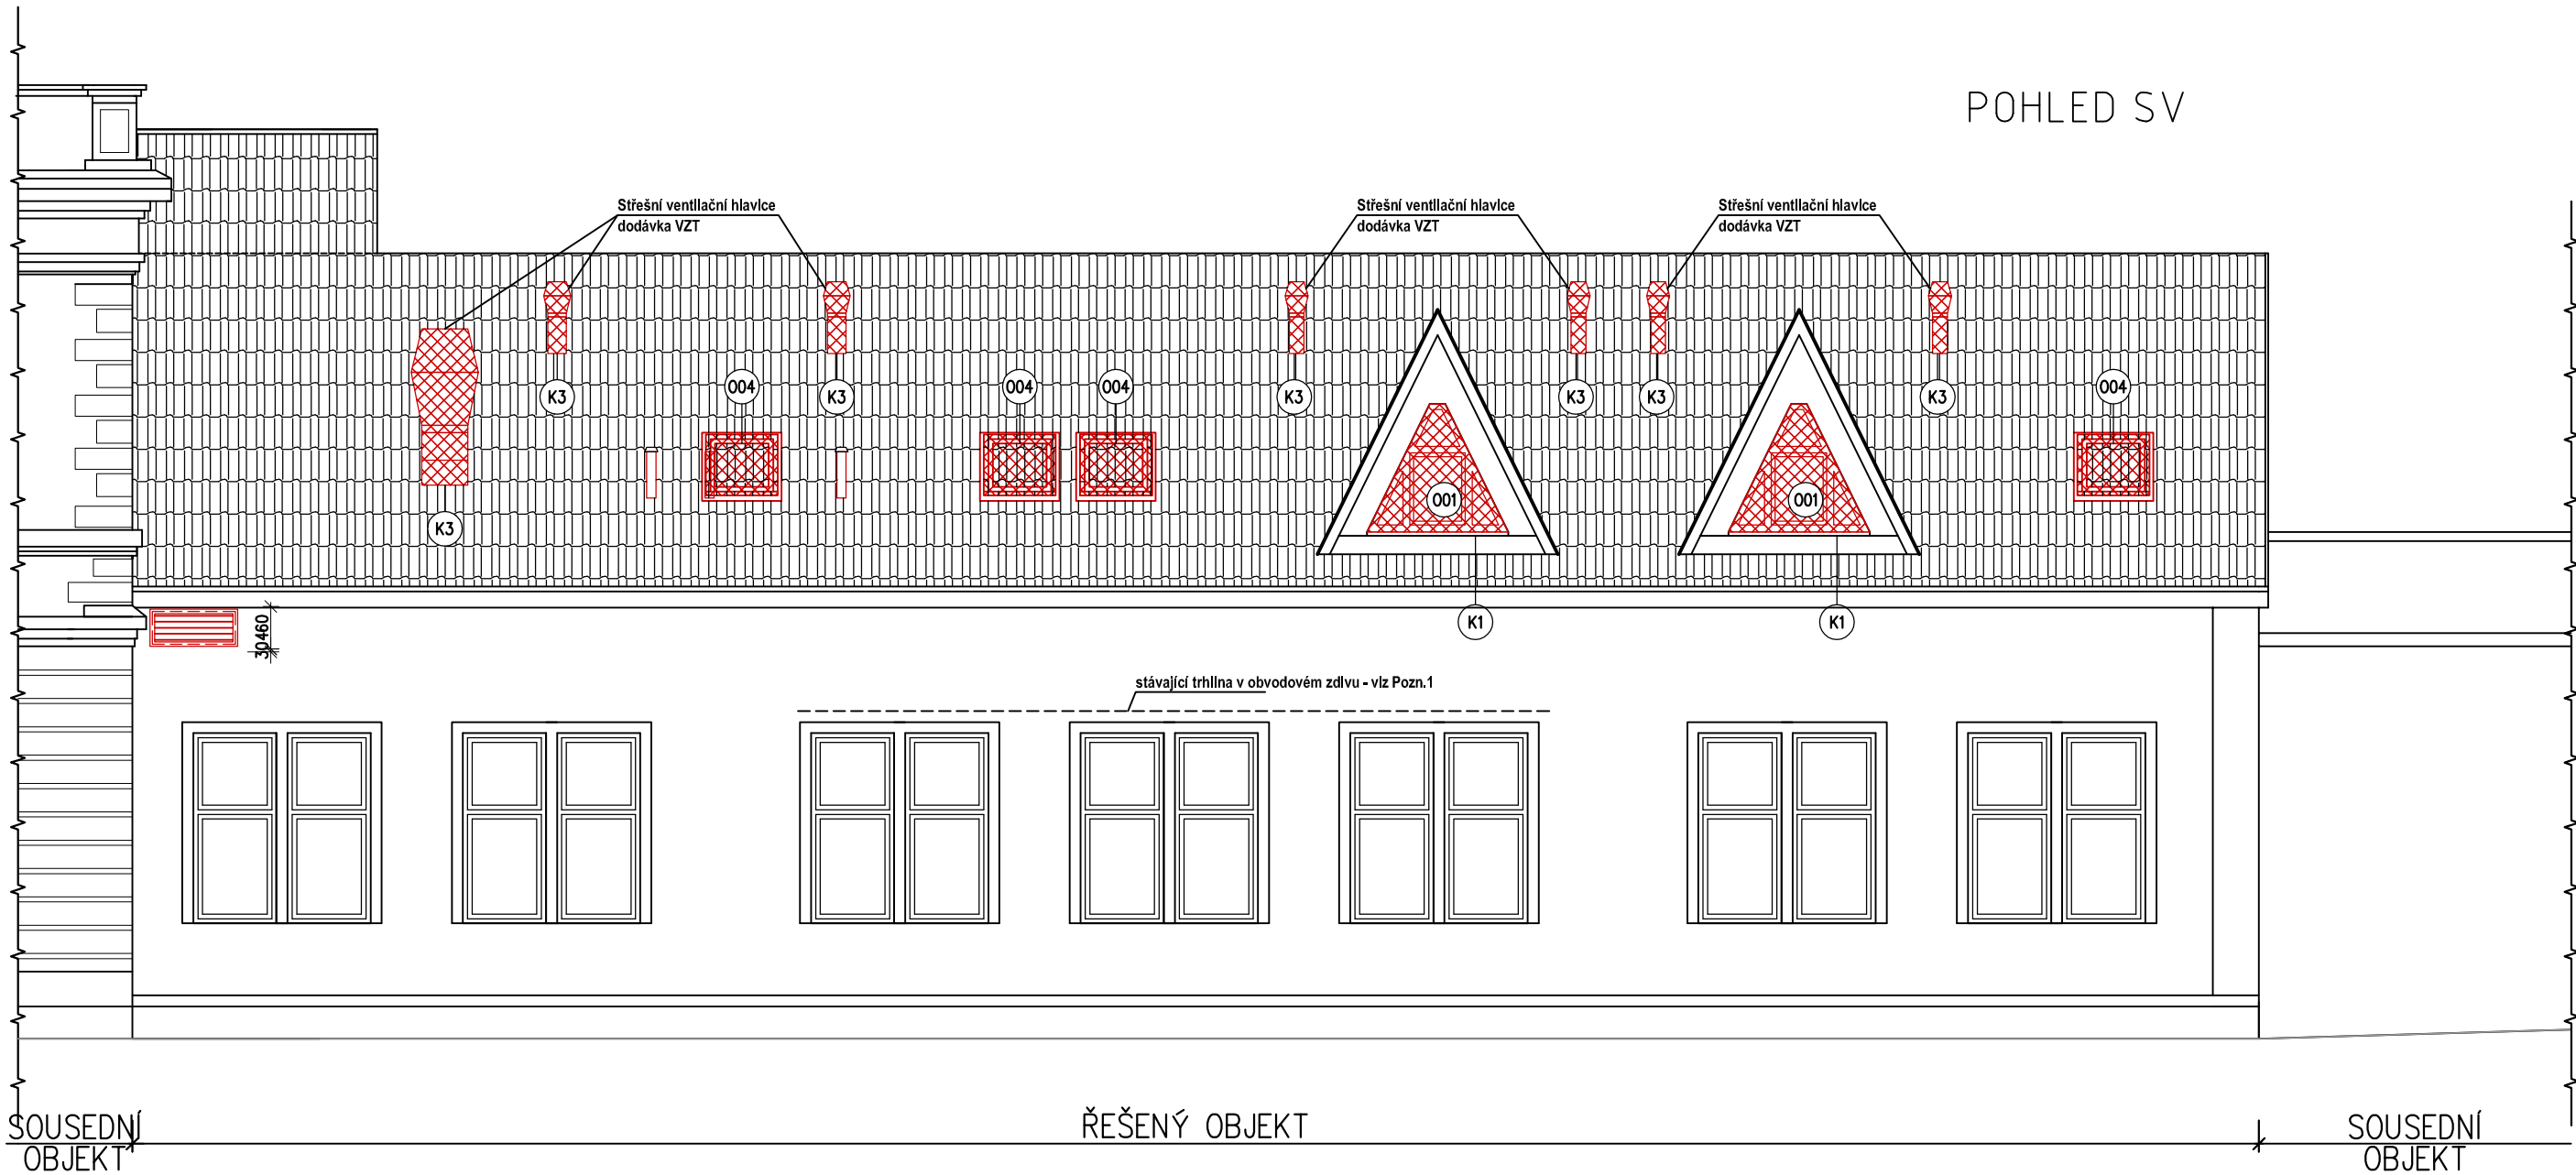 POHLED SV
Střešní ventilační hlavice
dodávka VZT
Střešní ventilační hlavice
dodávka VZT
Střešní ventilační hlavice
dodávka VZT
K3
004
K3
004
004
K3
K3
K3
K3
004
001
001
K3
30460
K1
K1
stávající trhlina v obvodovém zdivu - viz Pozn.1
SOUSEDNÍ
OBJEKT
ŘEŠENÝ OBJEKT
SOUSEDNÍ
OBJEKT